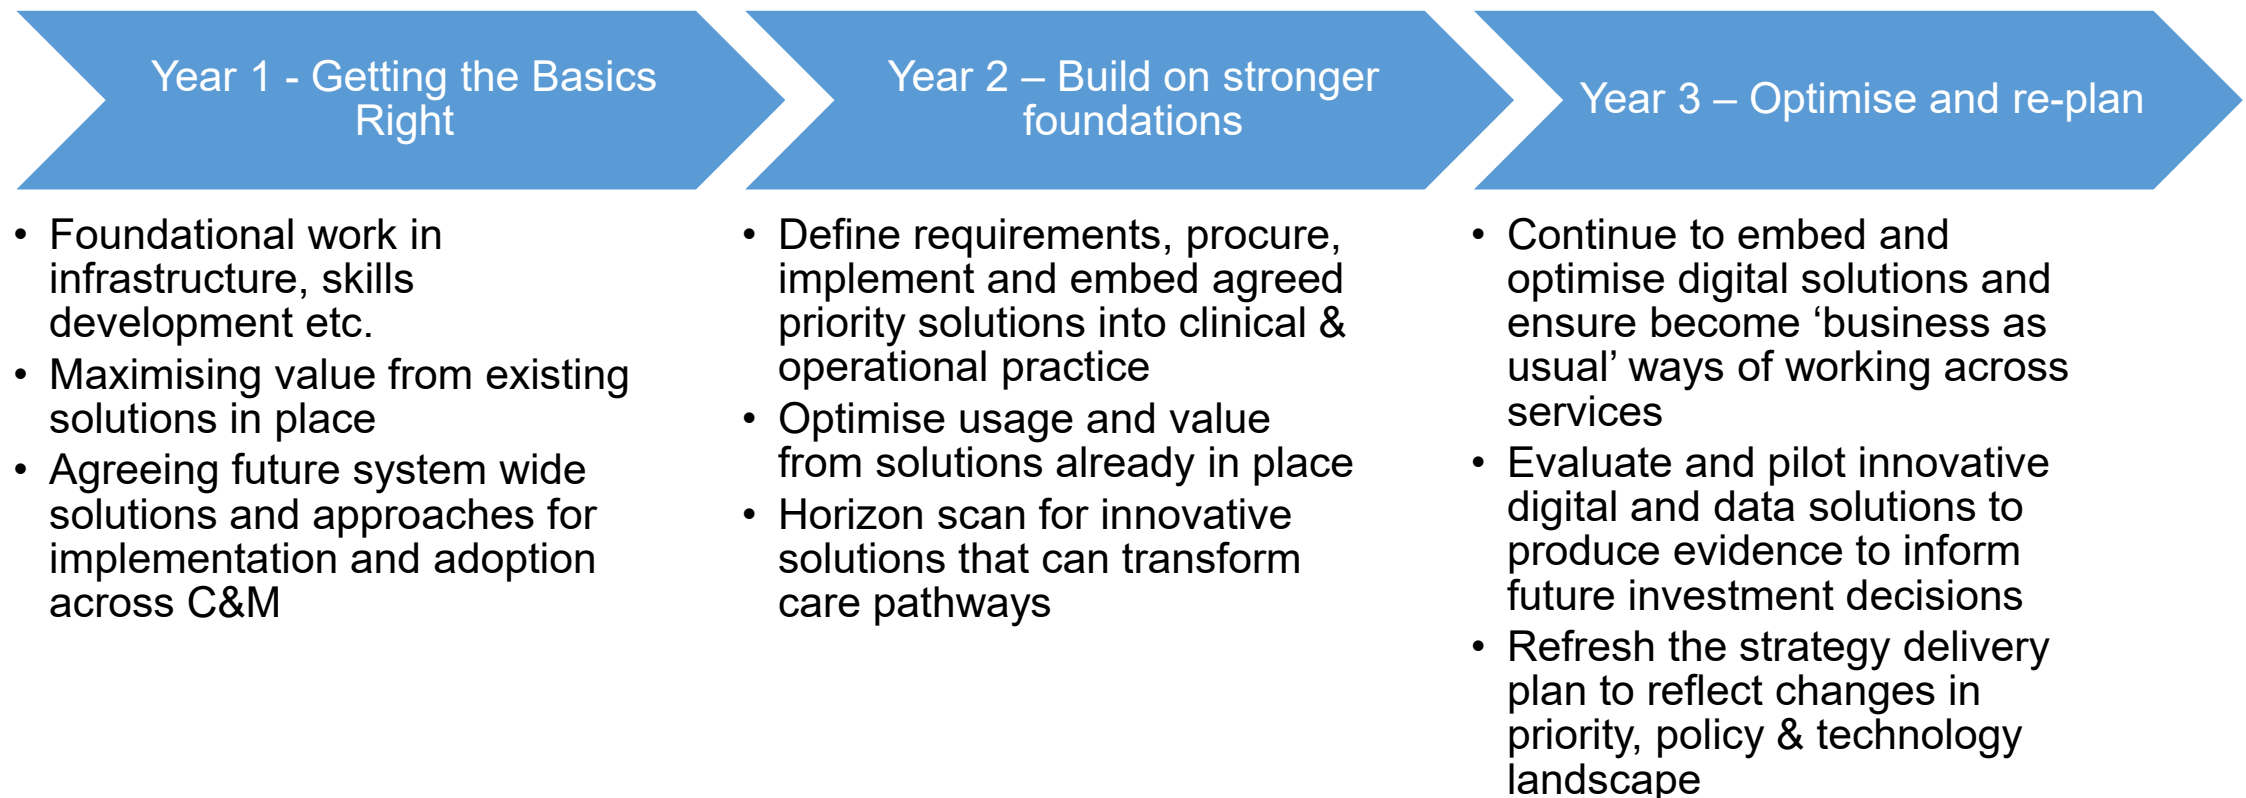 Year 1 - Getting the Basics
Right
Year 2 – Build on stronger
foundations
Year 3 – Optimise and re-plan
• Foundational work in
infrastructure, skills
development etc.
• Maximising value from existing
solutions in place
• Agreeing future system wide
solutions and approaches for
implementation and adoption
across C&M
• Define requirements, procure,
implement and embed agreed
priority solutions into clinical &
operational practice
• Optimise usage and value
from solutions already in place
• Horizon scan for innovative
solutions that can transform
care pathways
• Continue to embed and
optimise digital solutions and
ensure become ‘business as
usual’ ways of working across
services
• Evaluate and pilot innovative
digital and data solutions to
produce evidence to inform
future investment decisions
• Refresh the strategy delivery
plan to reflect changes in
priority, policy & technology
landscape